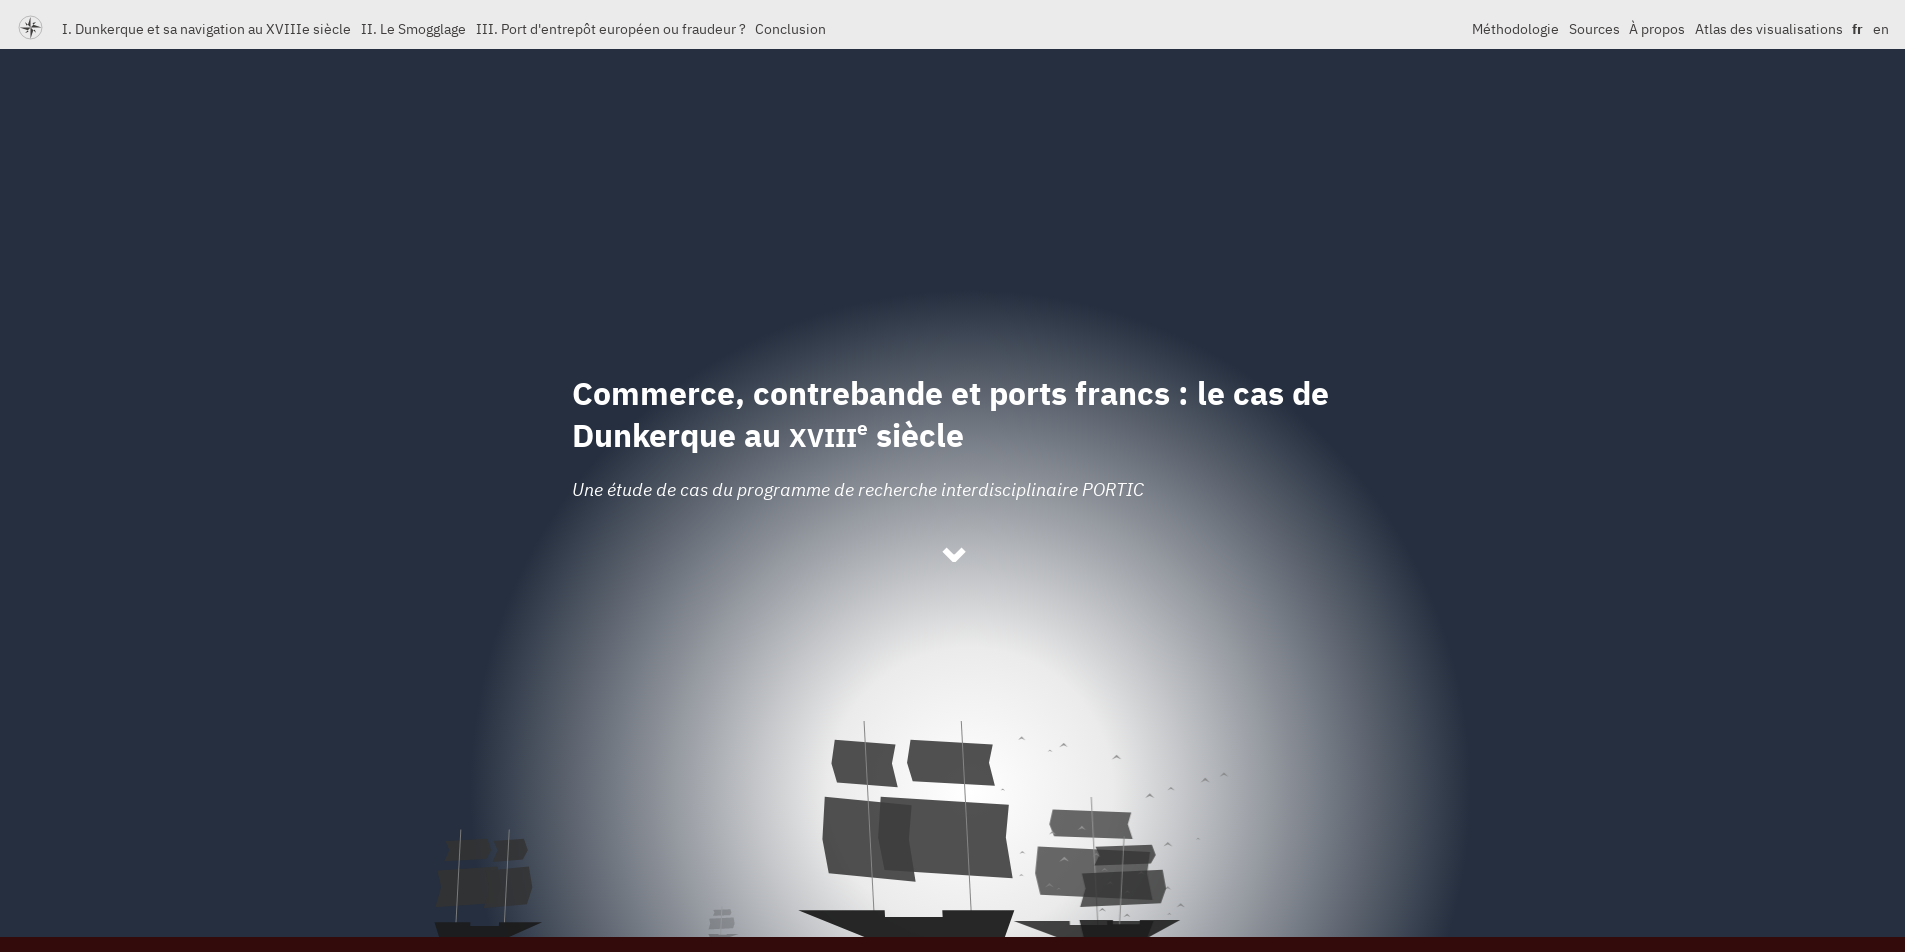 I. Dunkerque et sa navigation au XVIIIe siècle II. Le Smogglage III. Port d'entrepôt européen ou fraudeur ? Conclusion Méthodologie Sources À propos Atlas des visualisations fr en
Commerce, contrebande et ports francs : le cas de
Dunkerque au XVIIIe siècle
Une étude de cas du programme de recherche interdisciplinaire PORTIC